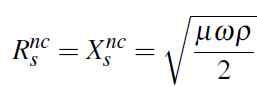 $R_s^{nc} = X_s^{nc} = \sqrt{\frac{\mu\omega\rho}{2}}$